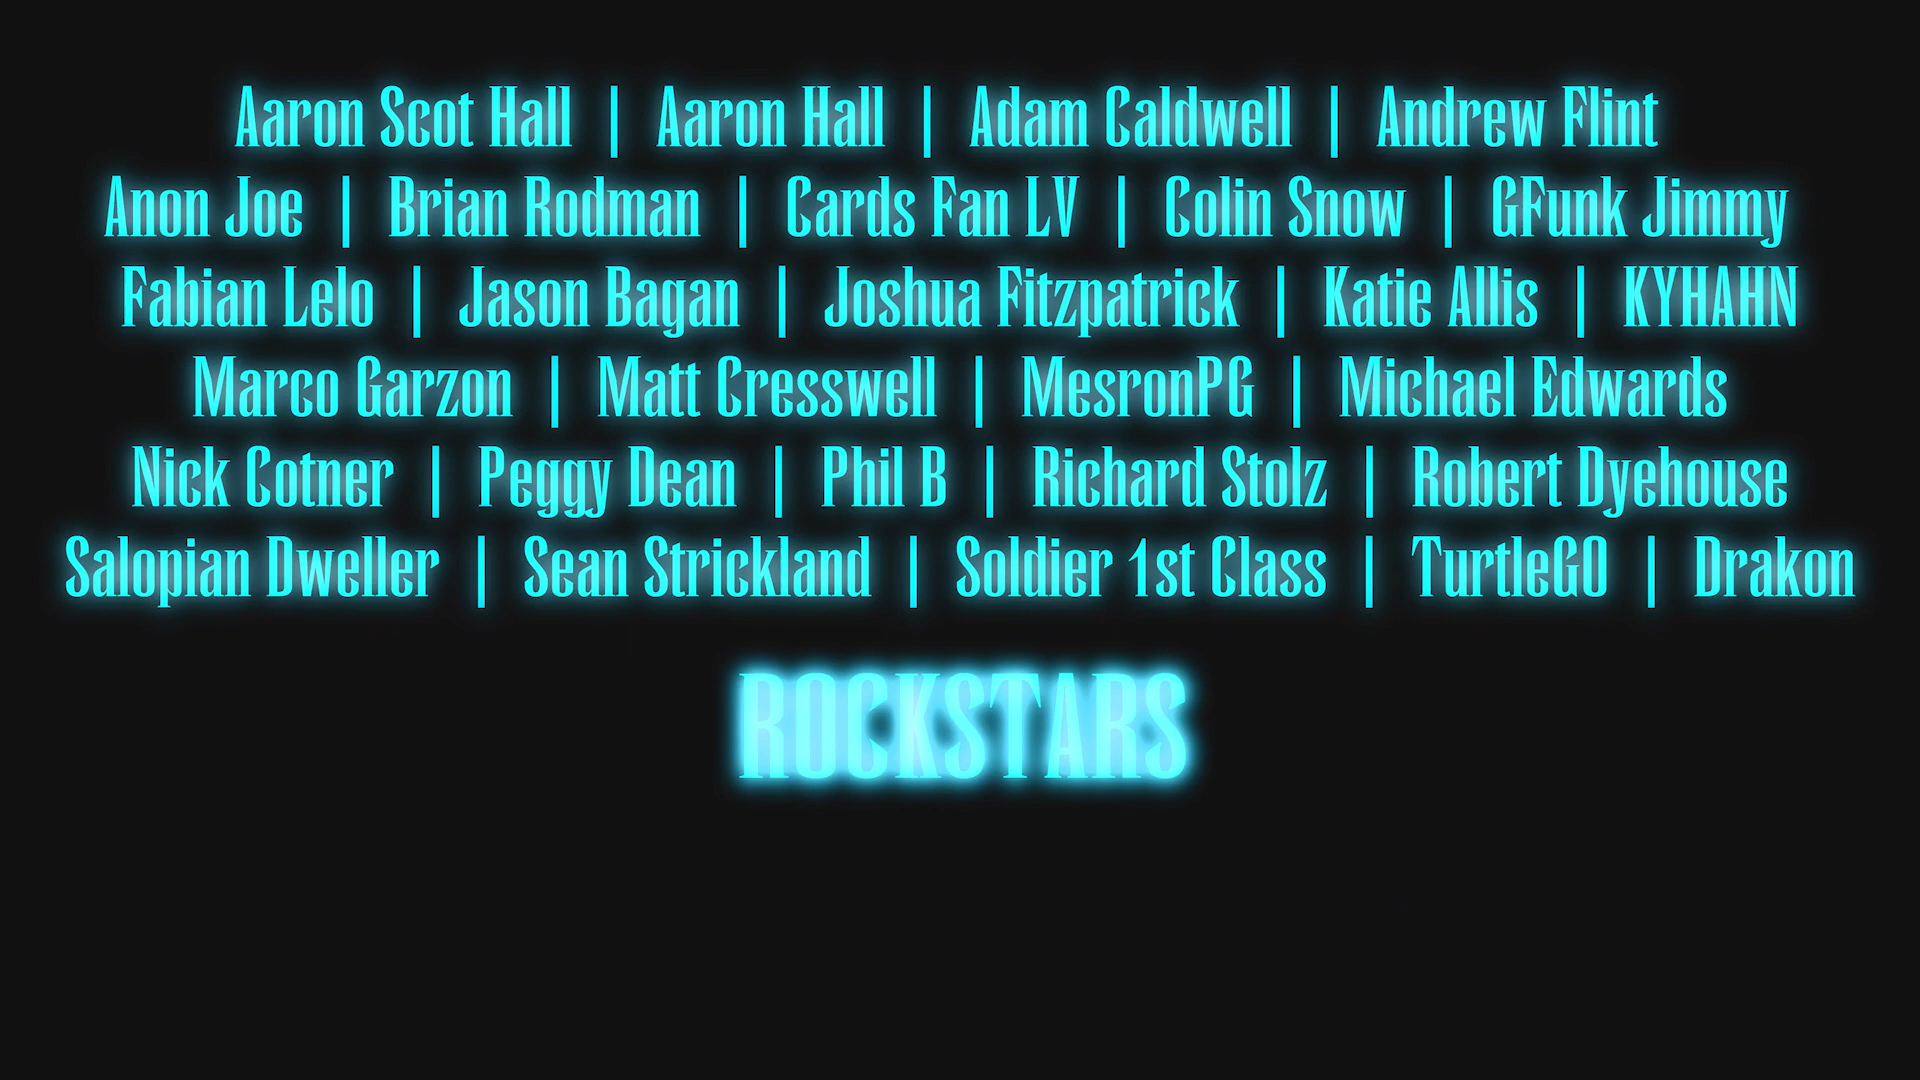 Aaron Scot Hall | Aaron Hall | Adam Caldwell | Andrew Flint
Anon Joe | Brian Rodman | Cards Fan LV | Colin Snow | GFunk Jimmy
Fabian Lelo | Jason Bagan | Joshua Fitzpatrick | Katie Allis | KYHAHN
Marco Garzon | Matt Cresswell | MesronPG | Michael Edwards
Nick Cotner | Peggy Dean | Phil B | Richard Stolz | Robert Dyehouse
Salopian Dweller | Sean Strickland | Soldier 1st Class | TurtleGO | Drakon
ROCKSTARS